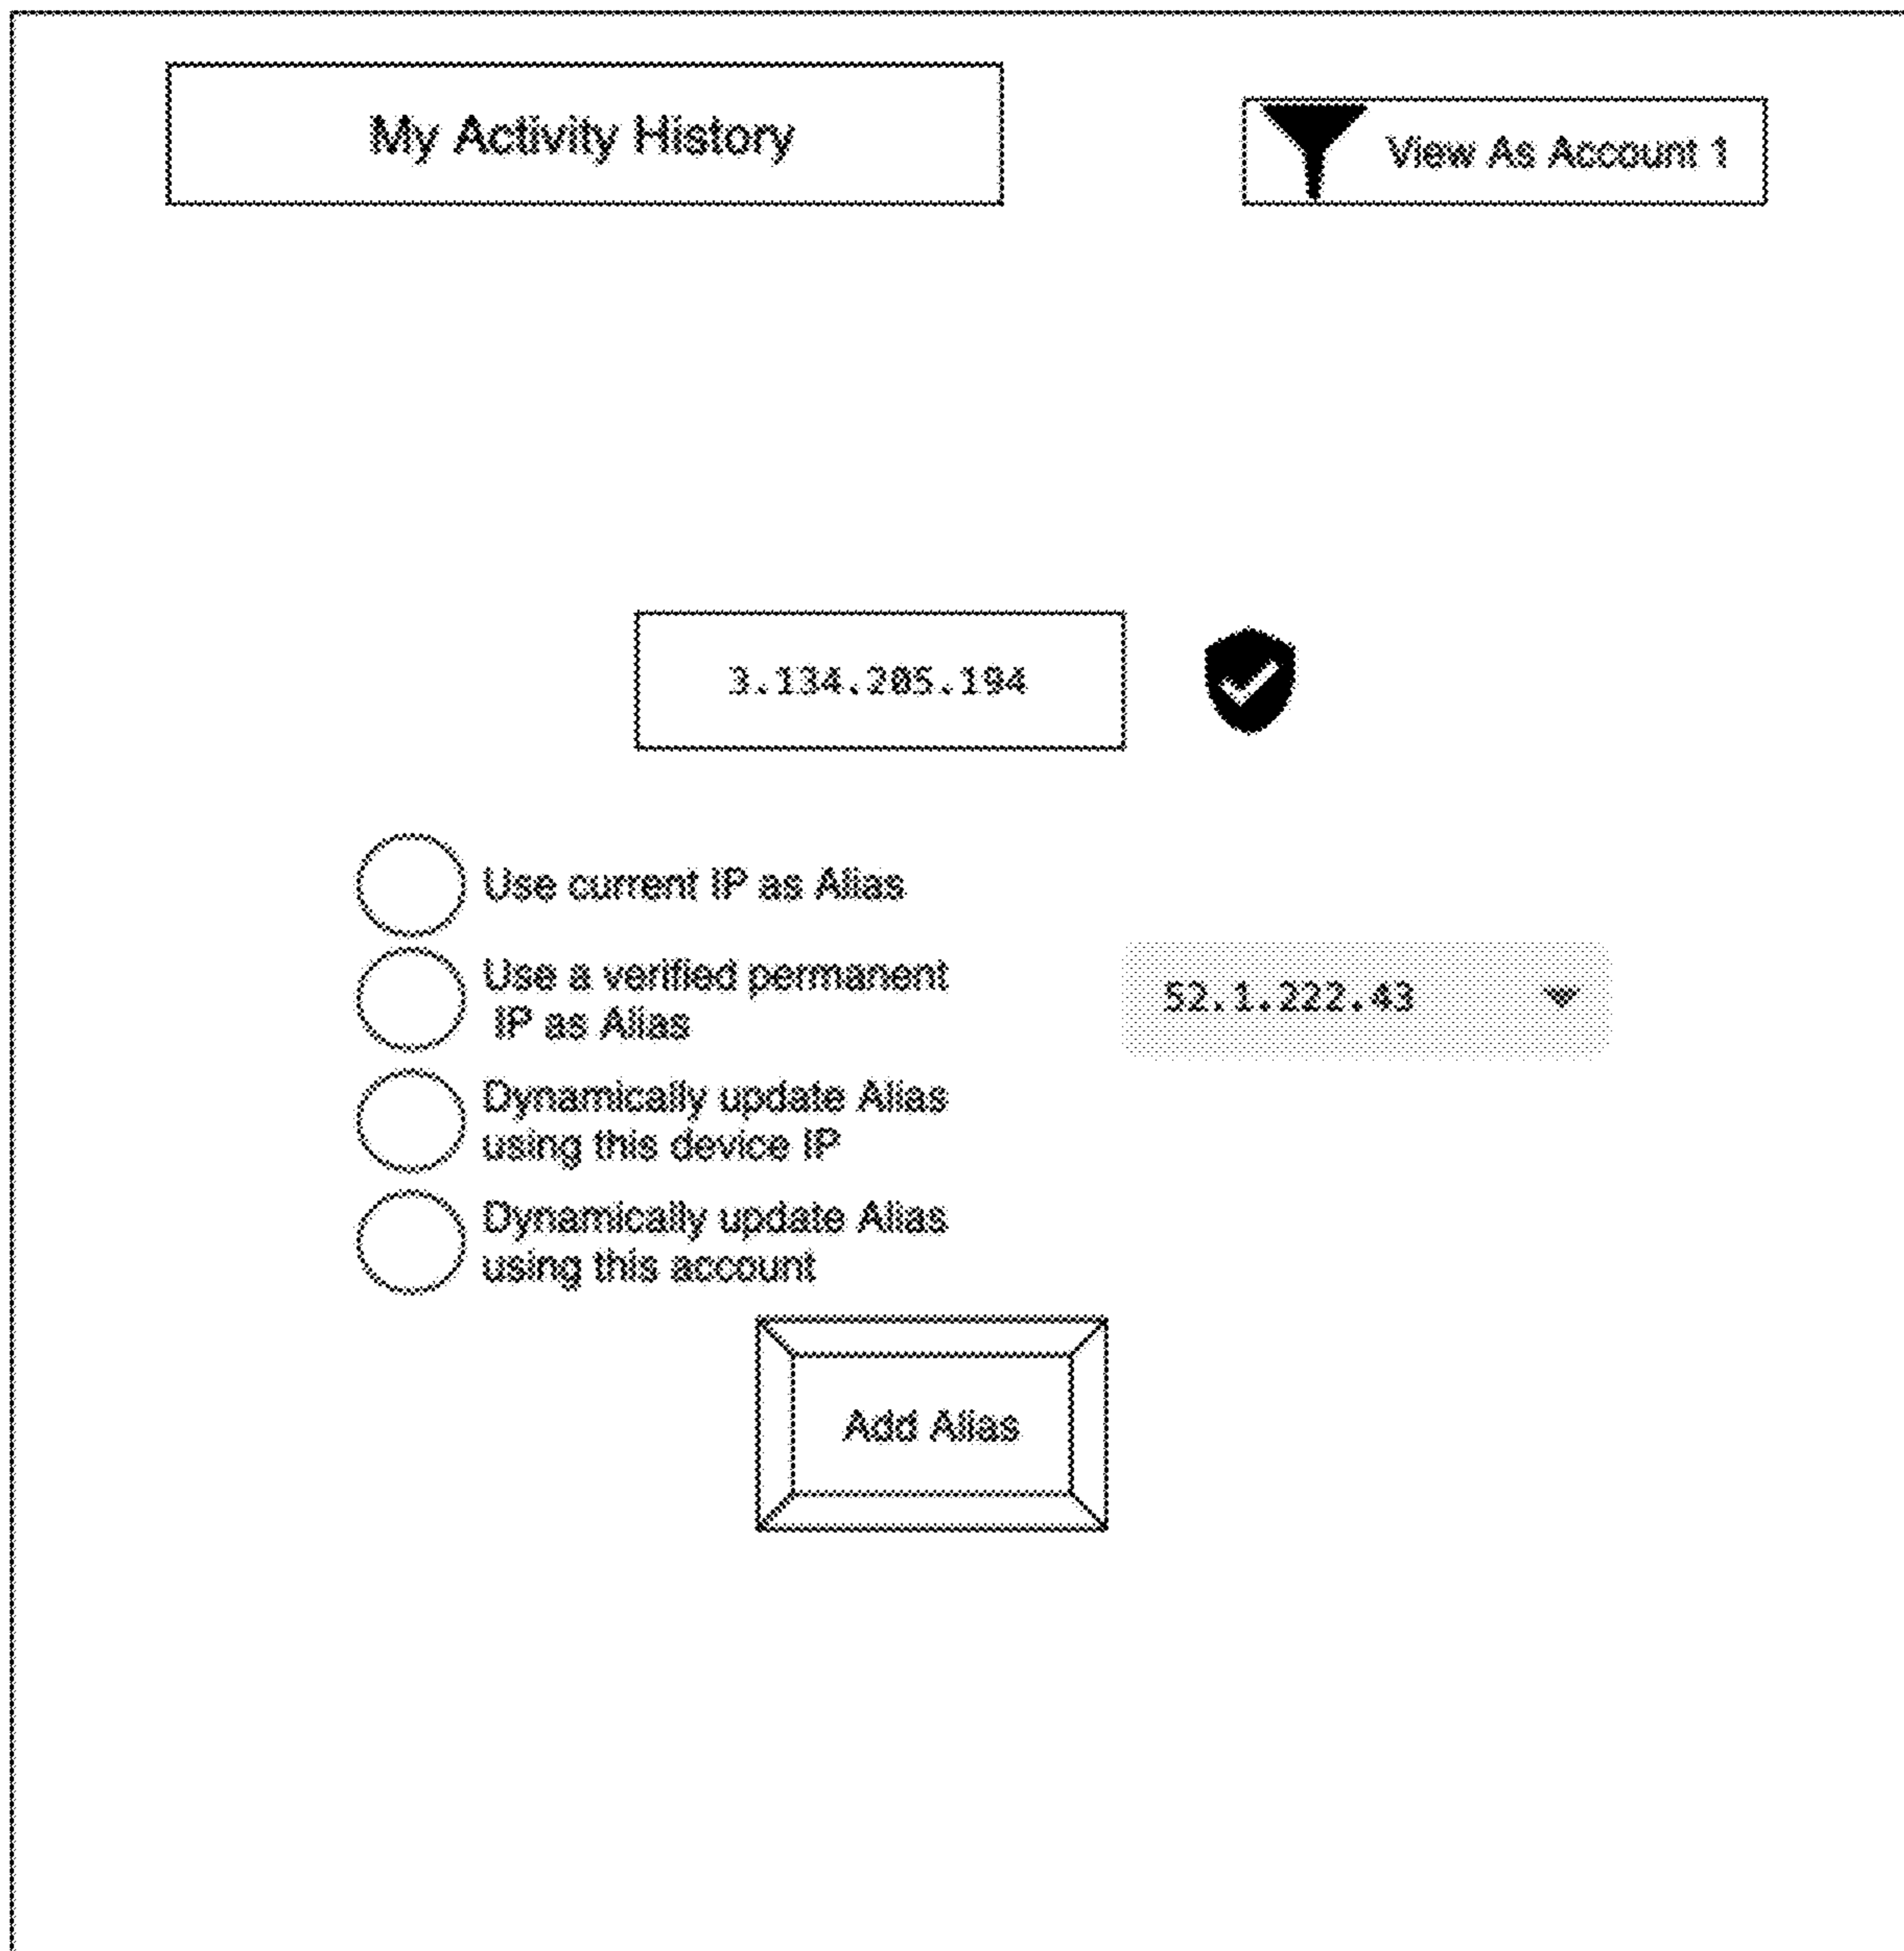 My Activity History
View As Account 1
3.134.205.194
Use current IP as Alias
Use a verified permanent
IP as Alias
52.1.222.43
Dynamically update Alias
using this device IP
Dynamically update Alias
using this account
Add Alias